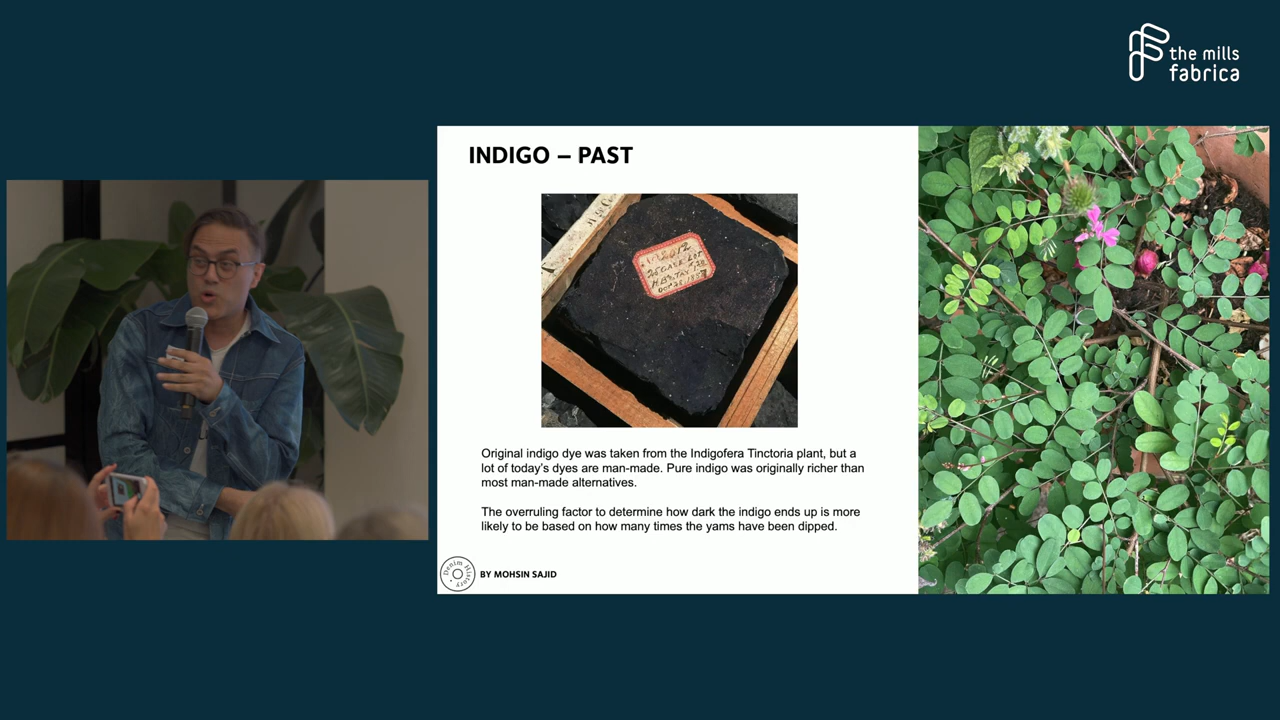 the mills
fabrica
INDIGO – PAST
Original indigo dye was taken from the Indigofera Tinctoria plant, but a
lot of today's dyes are man-made. Pure indigo was originally richer than
most man-made alternatives.
The overruling factor to determine how dark the indigo ends up is more
likely to be based on how many times the yams have been dipped.
Denim History
BY MOHSIN SAJID